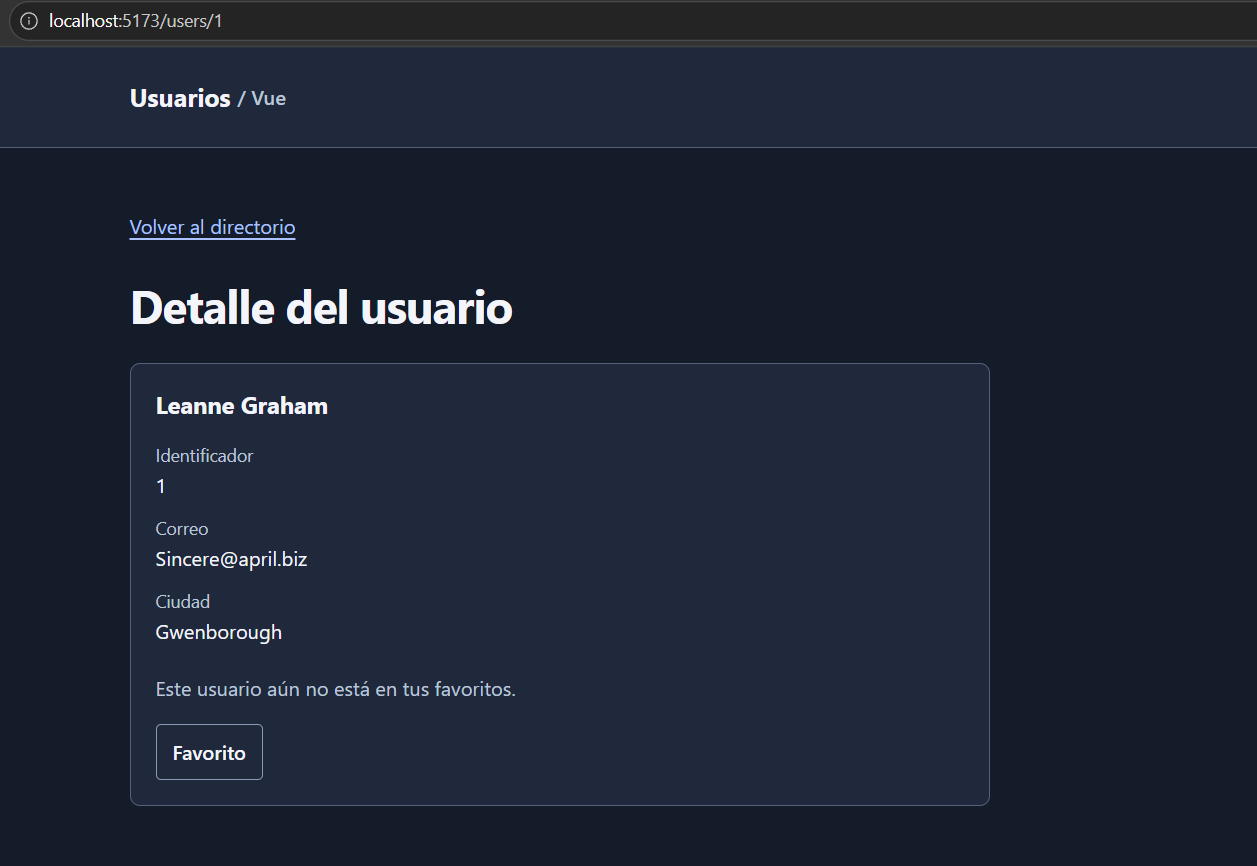 localhost:5173/users/1
Usuarios / Vue
Volver al directorio
Detalle del usuario
Leanne Graham
Identificador
1
Correo
Sincere@april.biz
Ciudad
Gwenborough
Este usuario aún no está en tus favoritos.
Favorito